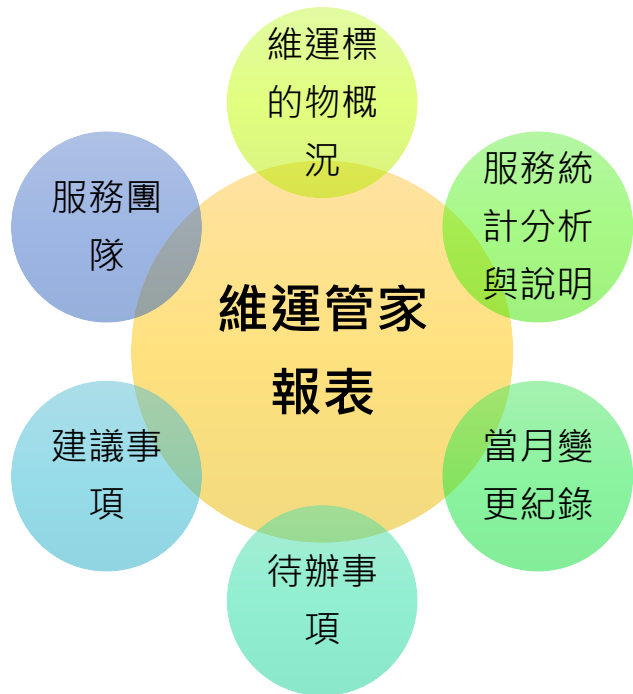 維運標
的物概
況
服務統
計分析
與說明
當月變
更紀錄
待辦事
項
建議事
項
服務團
隊
維運管家
報表